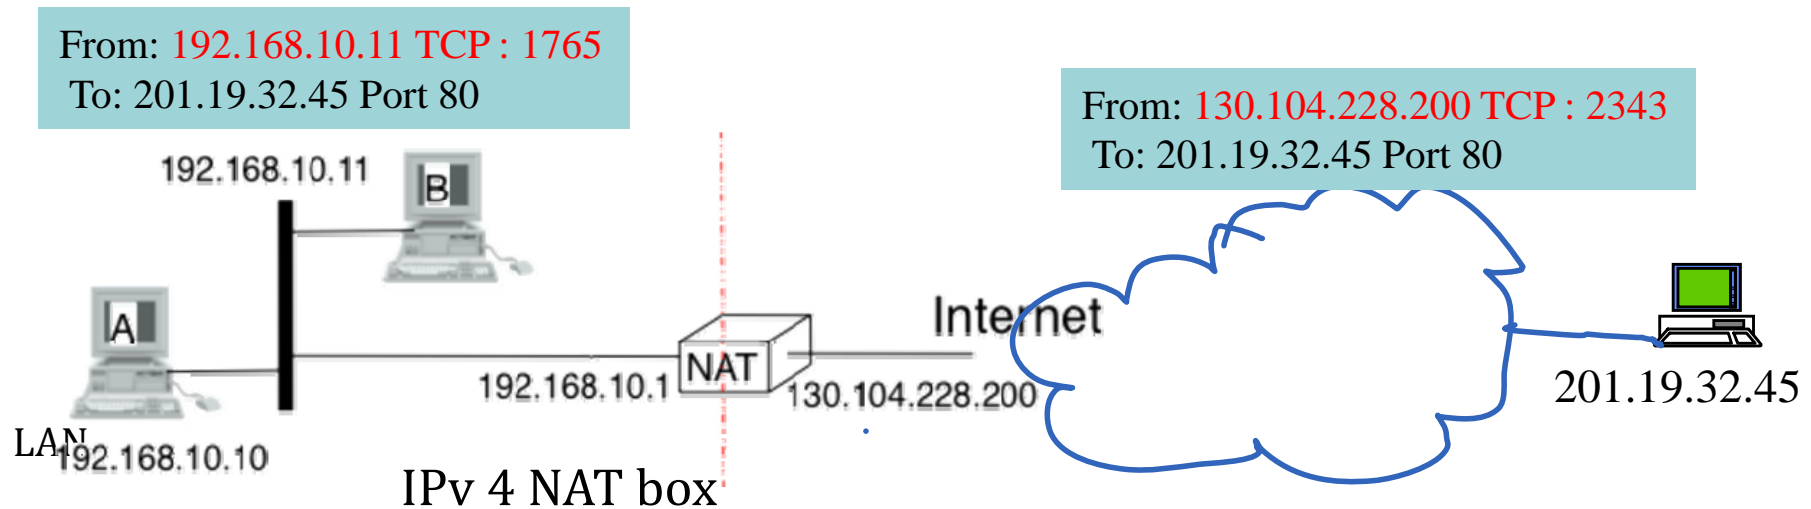 From: 192.168.10.11 TCP : 1765
To: 201.19.32.45 Port 80
From: 130.104.228.200 TCP : 2343
To: 201.19.32.45 Port 80
192.168.10.11
B
A
Internet
NAT
192.168.10.1
130.104.228.200
201.19.32.45
LAN
192.168.10.10
IPv 4 NAT box